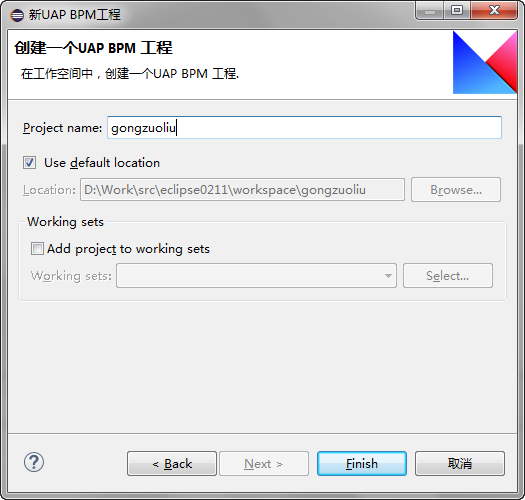 新UAP BPM工程
创建一个UAP BPM 工程
在工作空间中，创建一个UAP BPM 工程.
Project name: gongzuoliu
Use default location
Location: D:\Work\src\eclipse0211\workspace\gongzuoliu Browse...
Working sets
Add project to working sets
Working sets: Select...
? < Back Next > Finish 取消